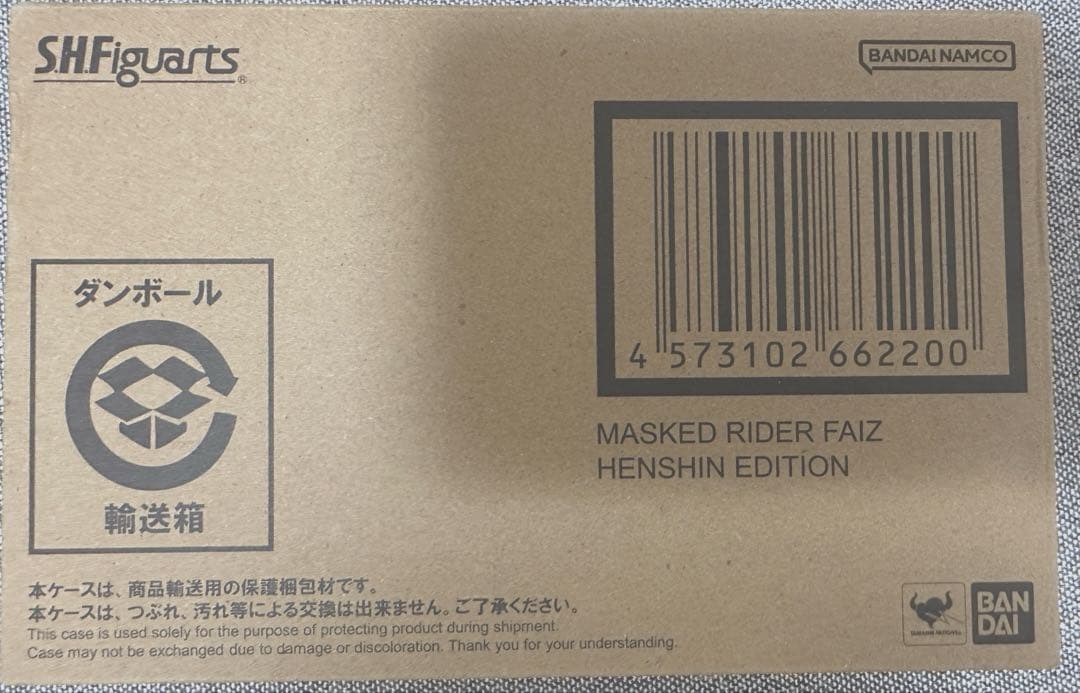 S.H.Figuarts®
BANDAI NAMCO
4 573102 662200
MASKED RIDER FAIZ
HENSHIN EDITION
ダンボール
輸送箱
本ケースは、商品輸送用の保護梱包材です。
本ケースは、つぶれ、汚れ等による交換は出来ません。ご了承ください。
This case is used solely for the purpose of protecting product during shipment.
Case may not be exchanged due to damage or discoloration. Thank you for your understanding.
BAN
DAI